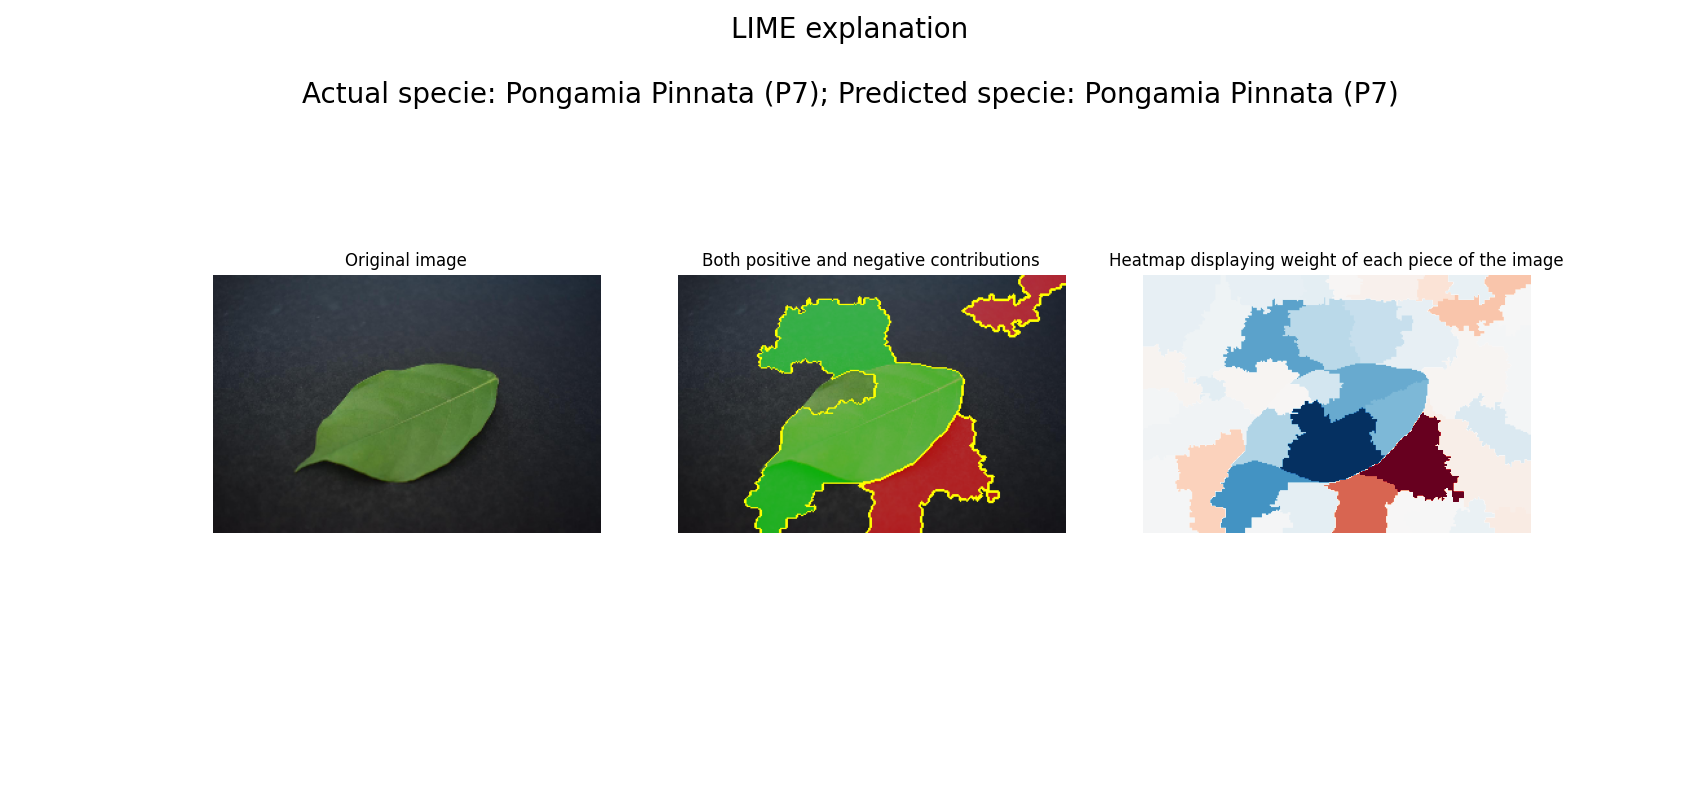 LIME explanation
Actual specie: Pongamia Pinnata (P7); Predicted specie: Pongamia Pinnata (P7)
Original image
Both positive and negative contributions
Heatmap displaying weight of each piece of the image